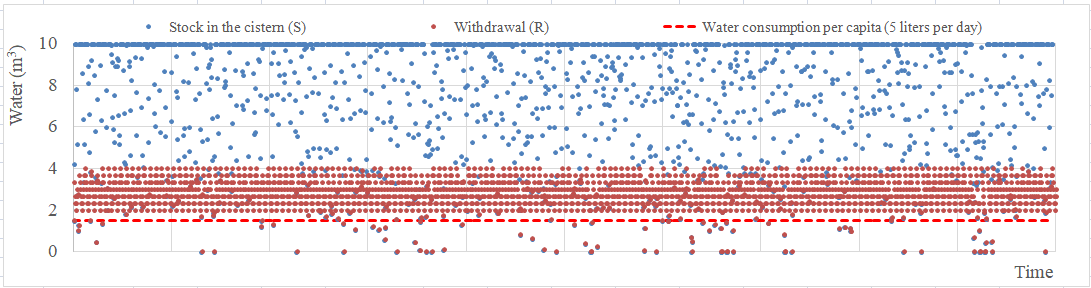 Stock in the cistern (S) Withdrawal (R) Water consumption per capita (5 liters per day)
Water (m³)
10
8
6
4
2
0
Time